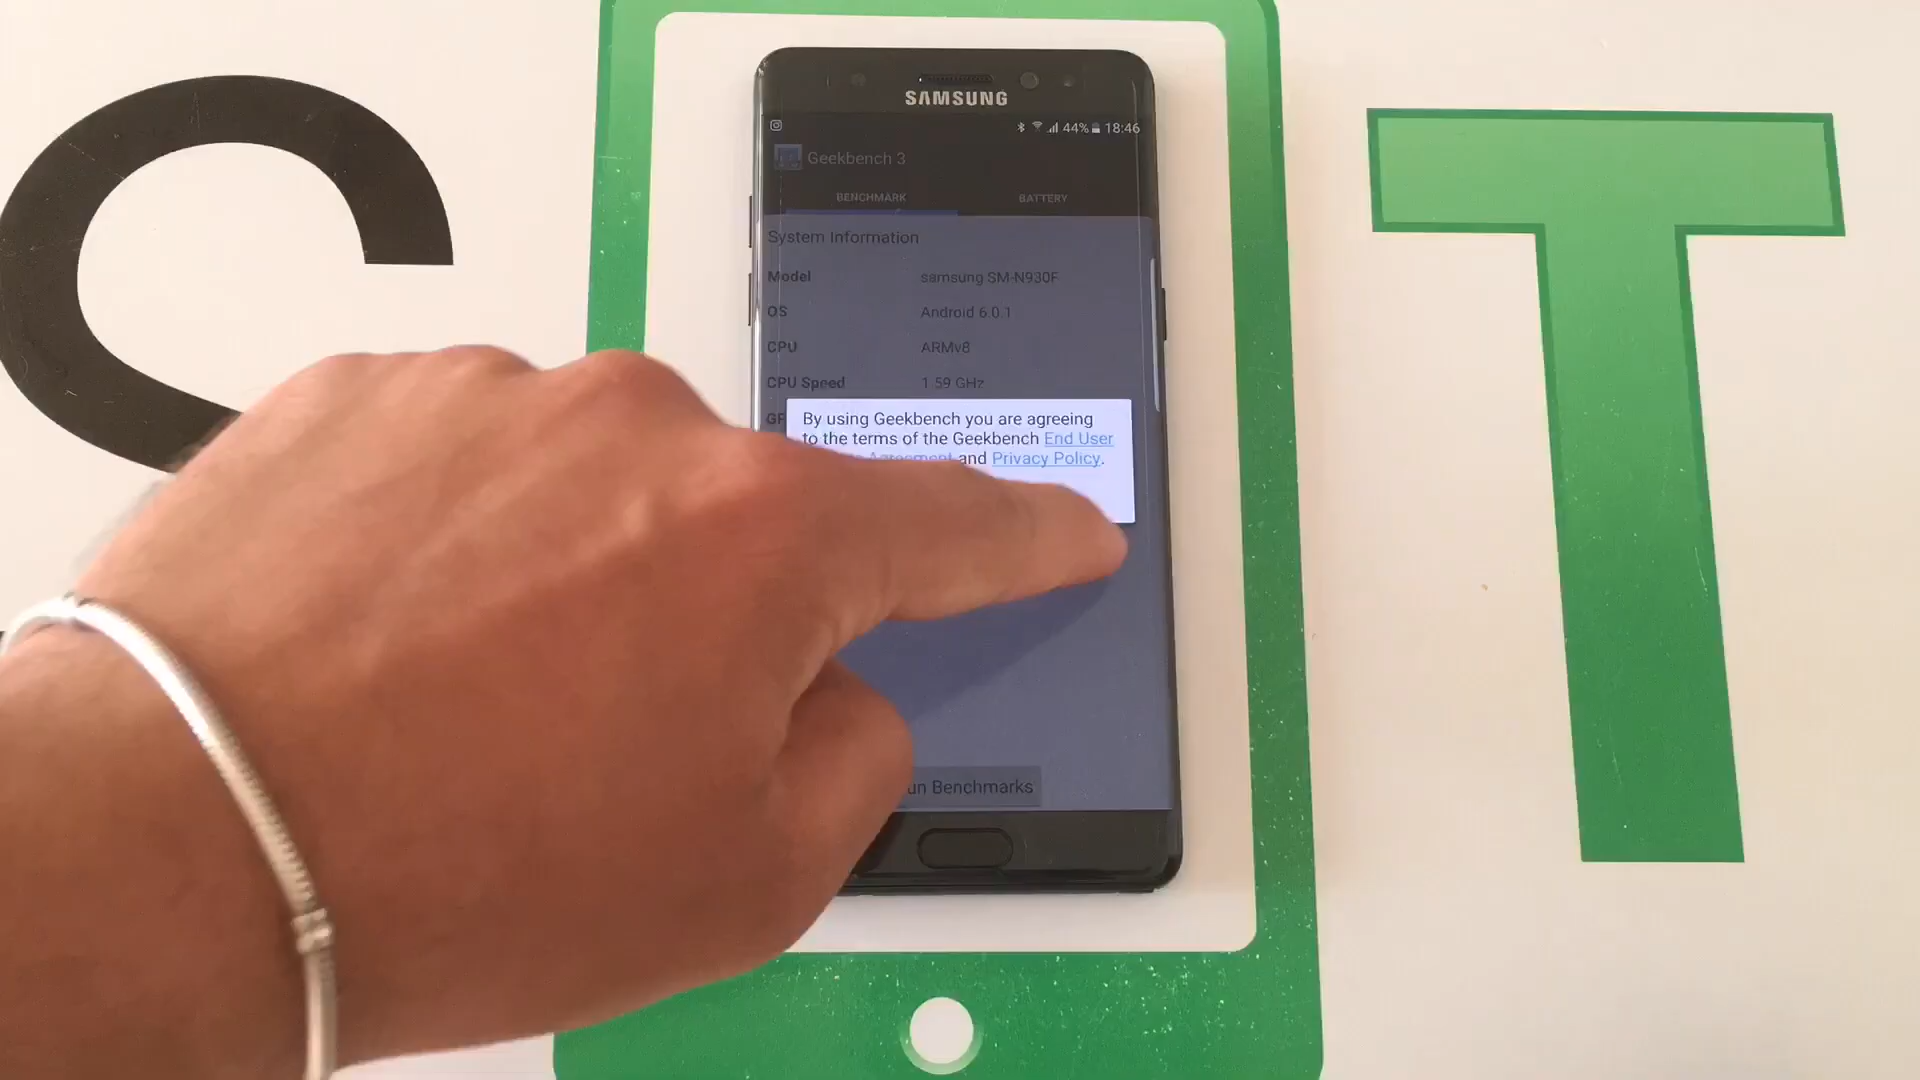 S
T
SAMSUNG
44% 18:46
Geekbench 3
BENCHMARK BATTERY
System Information
Model samsung SM-N930F
OS Android 6.0.1
CPU ARMv8
CPU Speed 1.59 GHz
By using Geekbench you are agreeing
to the terms of the Geekbench End User
Agreement and Privacy Policy.
Benchmarks